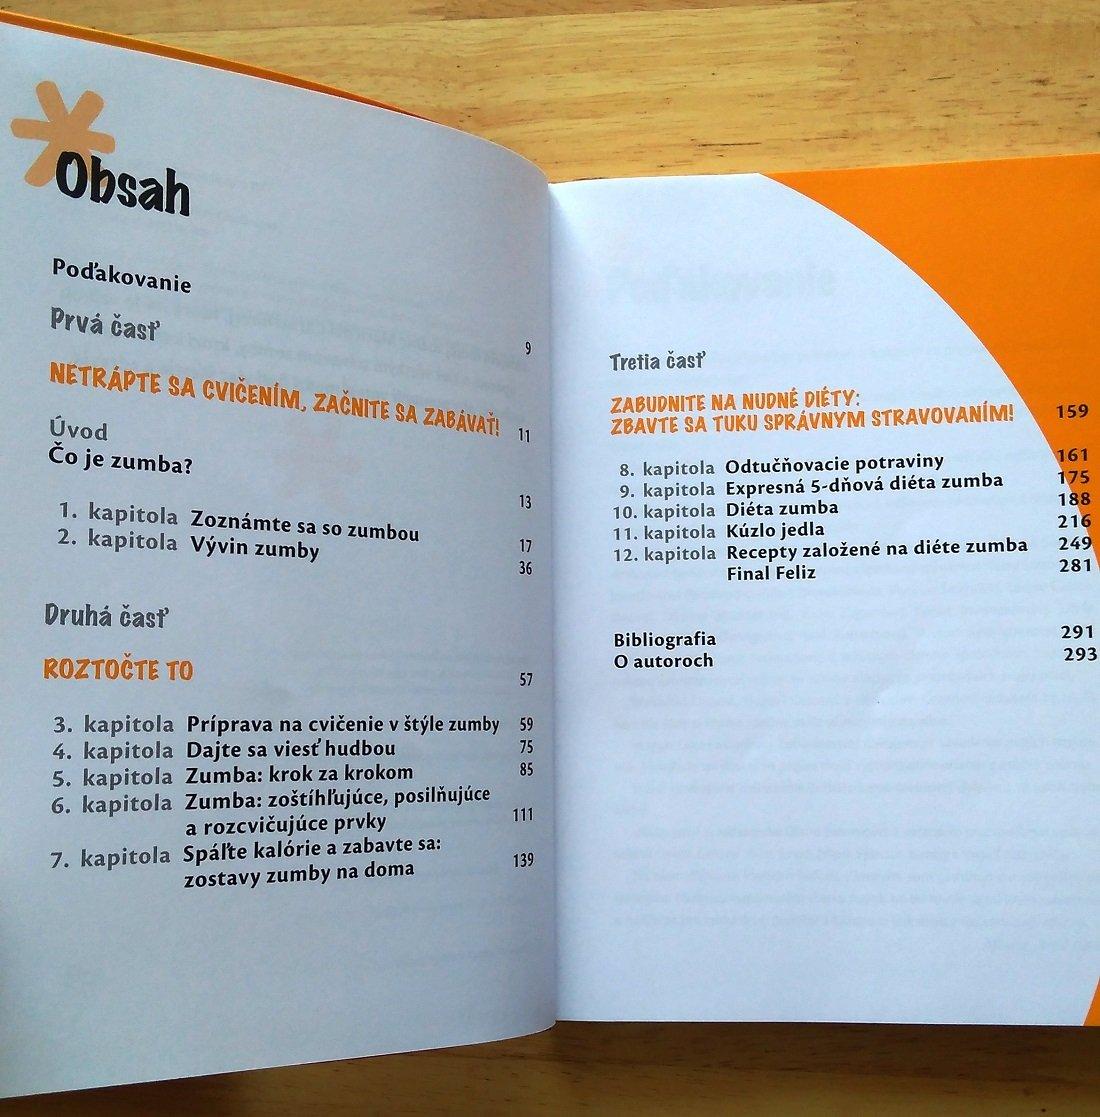 Obsah
Poďakovanie 9
Prvá časť
NETRÁPTE SA CVIČENÍM, ZAČNITE SA ZABÁVAŤ! 11
Úvod
Čo je zumba? 13
1. kapitola Zoznámte sa so zumbou 17
2. kapitola Vývin zumby 36
Druhá časť
ROZTOČTE TO 57
3. kapitola Príprava na cvičenie v štýle zumby 59
4. kapitola Dajte sa viesť hudbou 75
5. kapitola Zumba: krok za krokom 85
6. kapitola Zumba: zoštíhľujúce, posilňujúce
a rozcvičujúce prvky 111
7. kapitola Spáľte kalórie a zabavte sa:
zostavy zumby na doma 139
Tretia časť
ZABUDNITE NA NUDNÉ DIÉTY:
ZBAVTE SA TUKU SPRÁVNYM STRAVOVANÍM! 159
8. kapitola Odtučňovacie potraviny 161
9. kapitola Expresná 5-dňová diéta zumba 175
10. kapitola Diéta zumba 188
11. kapitola Kúzlo jedla 216
12. kapitola Recepty založené na diéte zumba 249
Final Feliz 281
Bibliografia 291
O autoroch 293